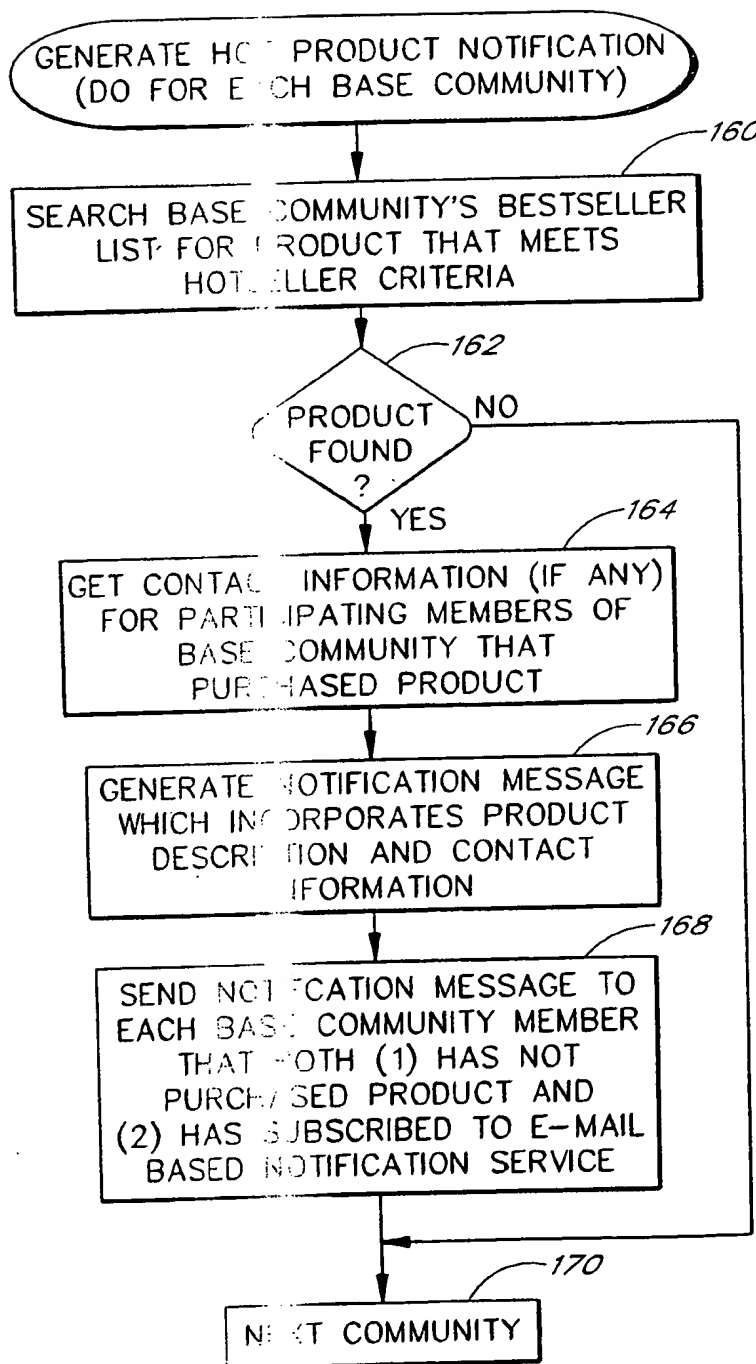 GENERATE HOT PRODUCT NOTIFICATION
(DO FOR EACH BASE COMMUNITY)
160
SEARCH BASE COMMUNITY'S BESTSELLER
LIST FOR PRODUCT THAT MEETS
HOTSELLER CRITERIA
162
PRODUCT
FOUND
?
NO
YES
164
GET CONTACT INFORMATION (IF ANY)
FOR PARTICIPATING MEMBERS OF
BASE COMMUNITY THAT
PURCHASED PRODUCT
166
GENERATE NOTIFICATION MESSAGE
WHICH INCORPORATES PRODUCT
DESCRIPTION AND CONTACT
INFORMATION
168
SEND NOTIFCATION MESSAGE TO
EACH BASE COMMUNITY MEMBER
THAT BOTH (1) HAS NOT
PURCHASED PRODUCT AND
(2) HAS SUBSCRIBED TO E-MAIL
BASED NOTIFICATION SERVICE
170
NEXT COMMUNITY